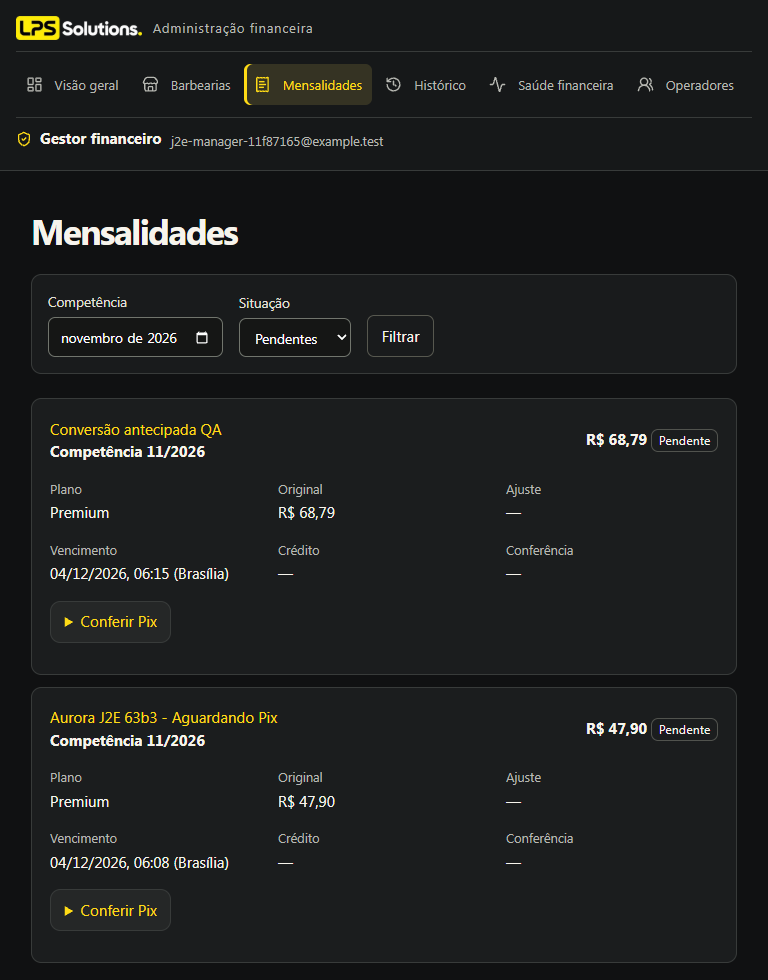 LPS Solutions. Administração financeira
Visão geral Barbearias Mensalidades Histórico Saúde financeira Operadores
Gestor financeiro j2e-manager-11f87165@example.test
Mensalidades
Competência Situação
novembro de 2026 Pendentes Filtrar
Conversão antecipada QA
Competência 11/2026
R$ 68,79 Pendente
Plano Original Ajuste
Premium R$ 68,79 —
Vencimento Crédito Conferência
04/12/2026, 06:15 (Brasília) — —
Conferir Pix
Aurora J2E 63b3 - Aguardando Pix
Competência 11/2026
R$ 47,90 Pendente
Plano Original Ajuste
Premium R$ 47,90 —
Vencimento Crédito Conferência
04/12/2026, 06:08 (Brasília) — —
Conferir Pix